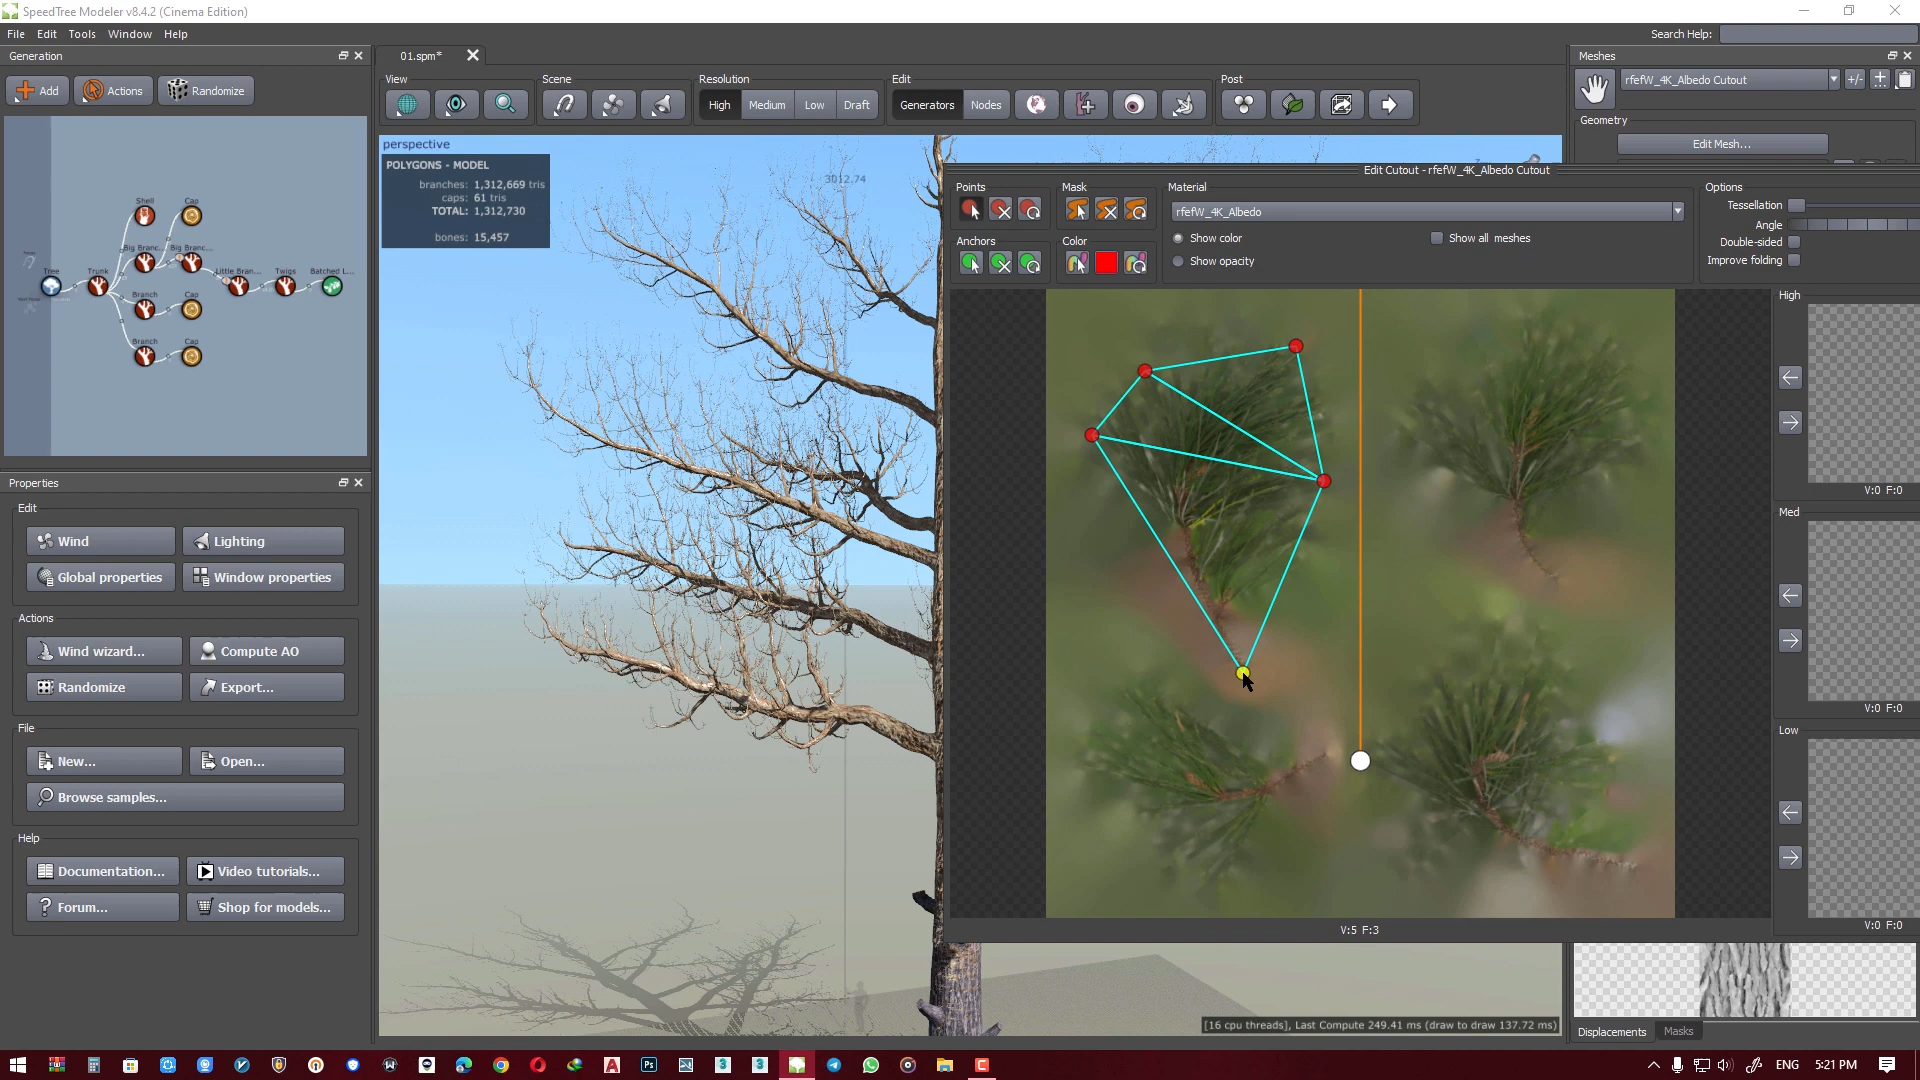 SpeedTree Modeler v8.4.2 (Cinema Edition)
File Edit Tools Window Help
Search Help:
Generation
01.spm*
Meshes
Add
Actions
Randomize
View
Scene
Resolution
High
Medium
Low
Draft
Edit
Generators
Nodes
Post
rfefW_4K_Albedo Cutout
+/-
Geometry
Edit Mesh...
perspective
POLYGONS - MODEL
branches: 1,312,669 tris
caps: 61 tris
TOTAL: 1,312,730
bones: 15,457
3012.74
Shell
Cap
Big Branc...
Big Branc...
Tree
Trunk
Little Bran...
Twigs
Batched L...
Branch
Cap
Branch
Cap
Edit Cutout - rfefW_4K_Albedo Cutout
Points
Mask
Material
rfefW_4K_Albedo
Anchors
Color
Show color
Show all meshes
Show opacity
Options
Tessellation
Angle
Double-sided
Improve folding
High
V:0 F:0
Med
V:0 F:0
Low
V:0 F:0
V:5 F:3
Properties
Edit
Wind
Lighting
Global properties
Window properties
Actions
Wind wizard...
Compute AO
Randomize
Export...
File
New...
Open...
Browse samples...
Help
Documentation...
Video tutorials...
Forum...
Shop for models...
[16 cpu threads], Last Compute 249.41 ms (draw to draw 137.72 ms)
Displacements
Masks
ENG
5:21 PM